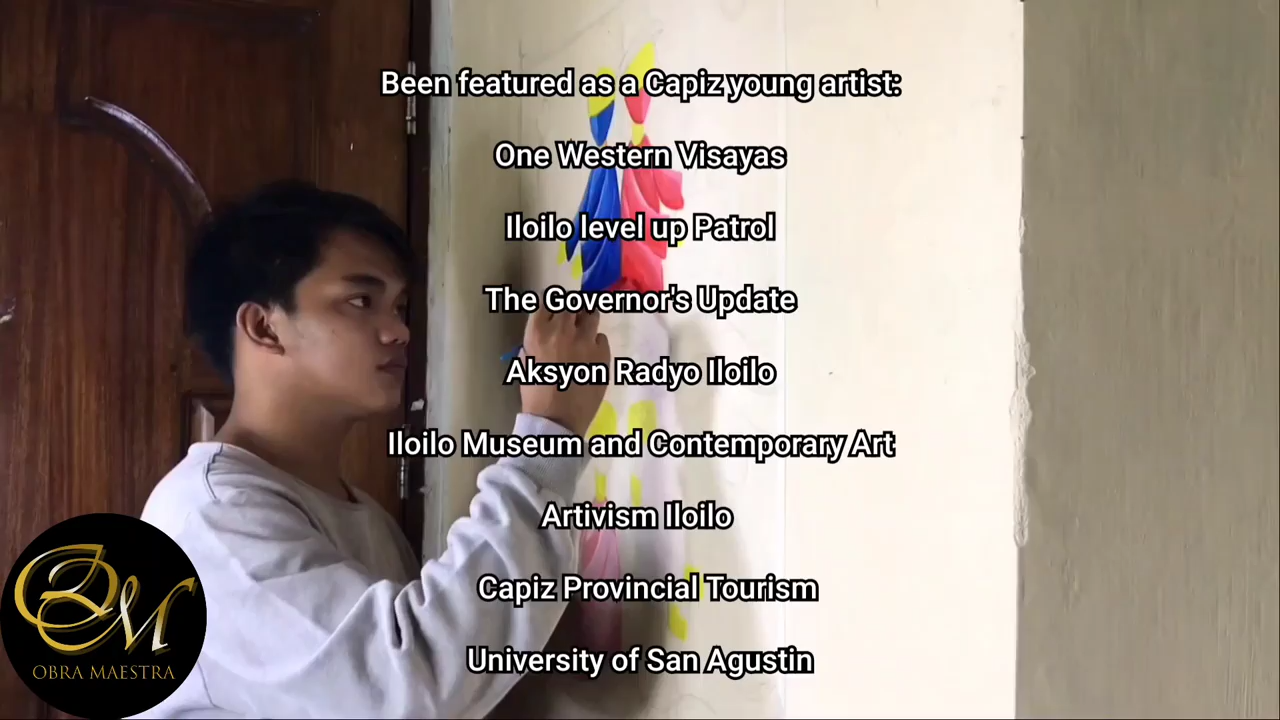 Been featured as a Capiz young artist:
One Western Visayas
Iloilo level up Patrol
The Governor's Update
Aksyon Radyo Iloilo
Iloilo Museum and Contemporary Art
Artivism Iloilo
Capiz Provincial Tourism
University of San Agustin
OM
OBRA MAESTRA